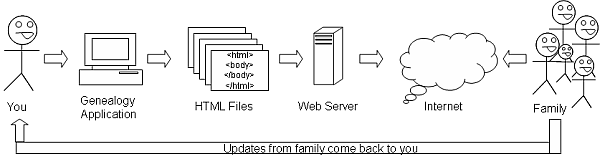 <html>
<body>
</body>
</html>
You
Genealogy
Application
HTML Files
Web Server
Internet
Family
Updates from family come back to you